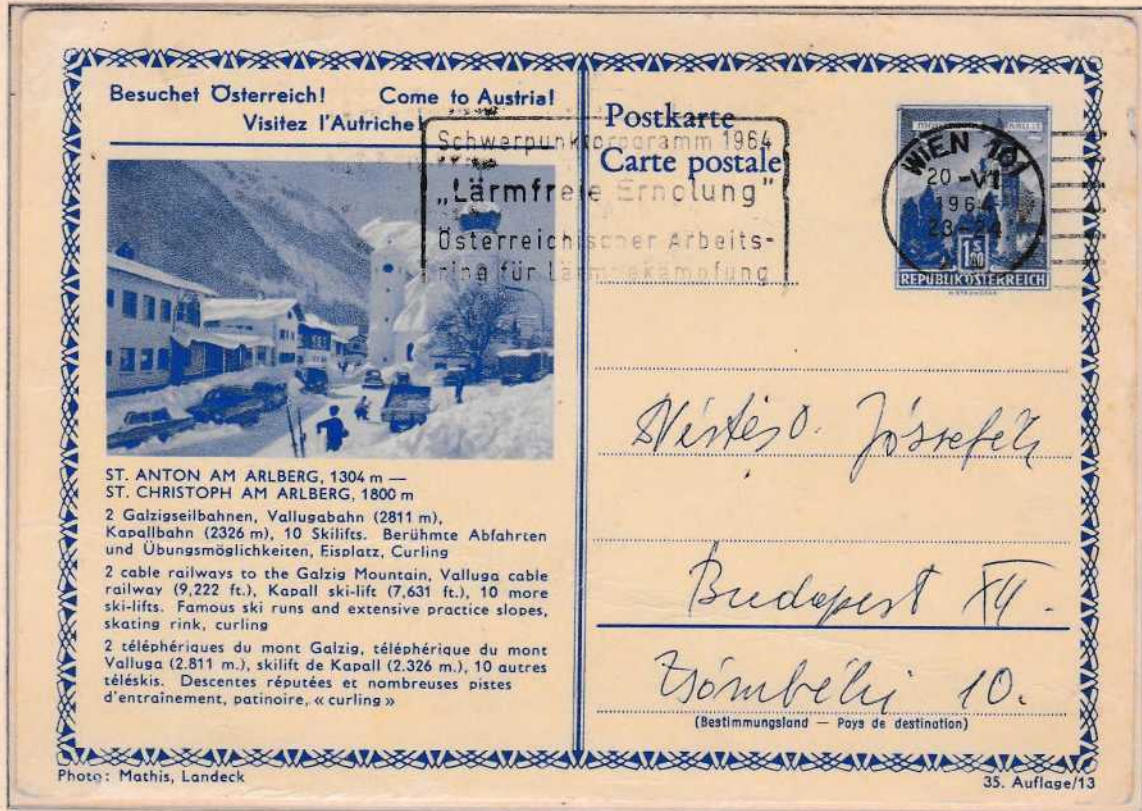 Besuchet Österreich! Come to Austria!
Visitez l'Autriche!
Postkarte
Carte postale
Schwerpunktprogramm 1964
„Lärmfreie Erholung"
Österreichischer Arbeits-
ring für Lärmbekämpfung
WIEN 101
20-VI
1964
23-24
1 S 80
REPUBLIK ÖSTERREICH
ST. ANTON AM ARLBERG, 1304 m —
ST. CHRISTOPH AM ARLBERG, 1800 m
2 Galzigseilbahnen, Vallugabahn (2811 m),
Kapallbahn (2326 m), 10 Skilifts. Berühmte Abfahrten
und Übungsmöglichkeiten, Eisplatz, Curling
2 cable railways to the Galzig Mountain, Valluga cable
railway (9,222 ft.), Kapall ski-lift (7,631 ft.), 10 more
ski-lifts. Famous ski runs and extensive practice slopes,
skating rink, curling
2 téléphériques du mont Galzig, téléphérique du mont
Valluga (2.811 m.), skilift de Kapall (2.326 m.), 10 autres
téléskis. Descentes réputées et nombreuses pistes
d'entraînement, patinoire, « curling »
Józsefék
Budapest XII.
10.
(Bestimmungsland — Pays de destination)
Photo: Mathis, Landeck
35. Auflage/13